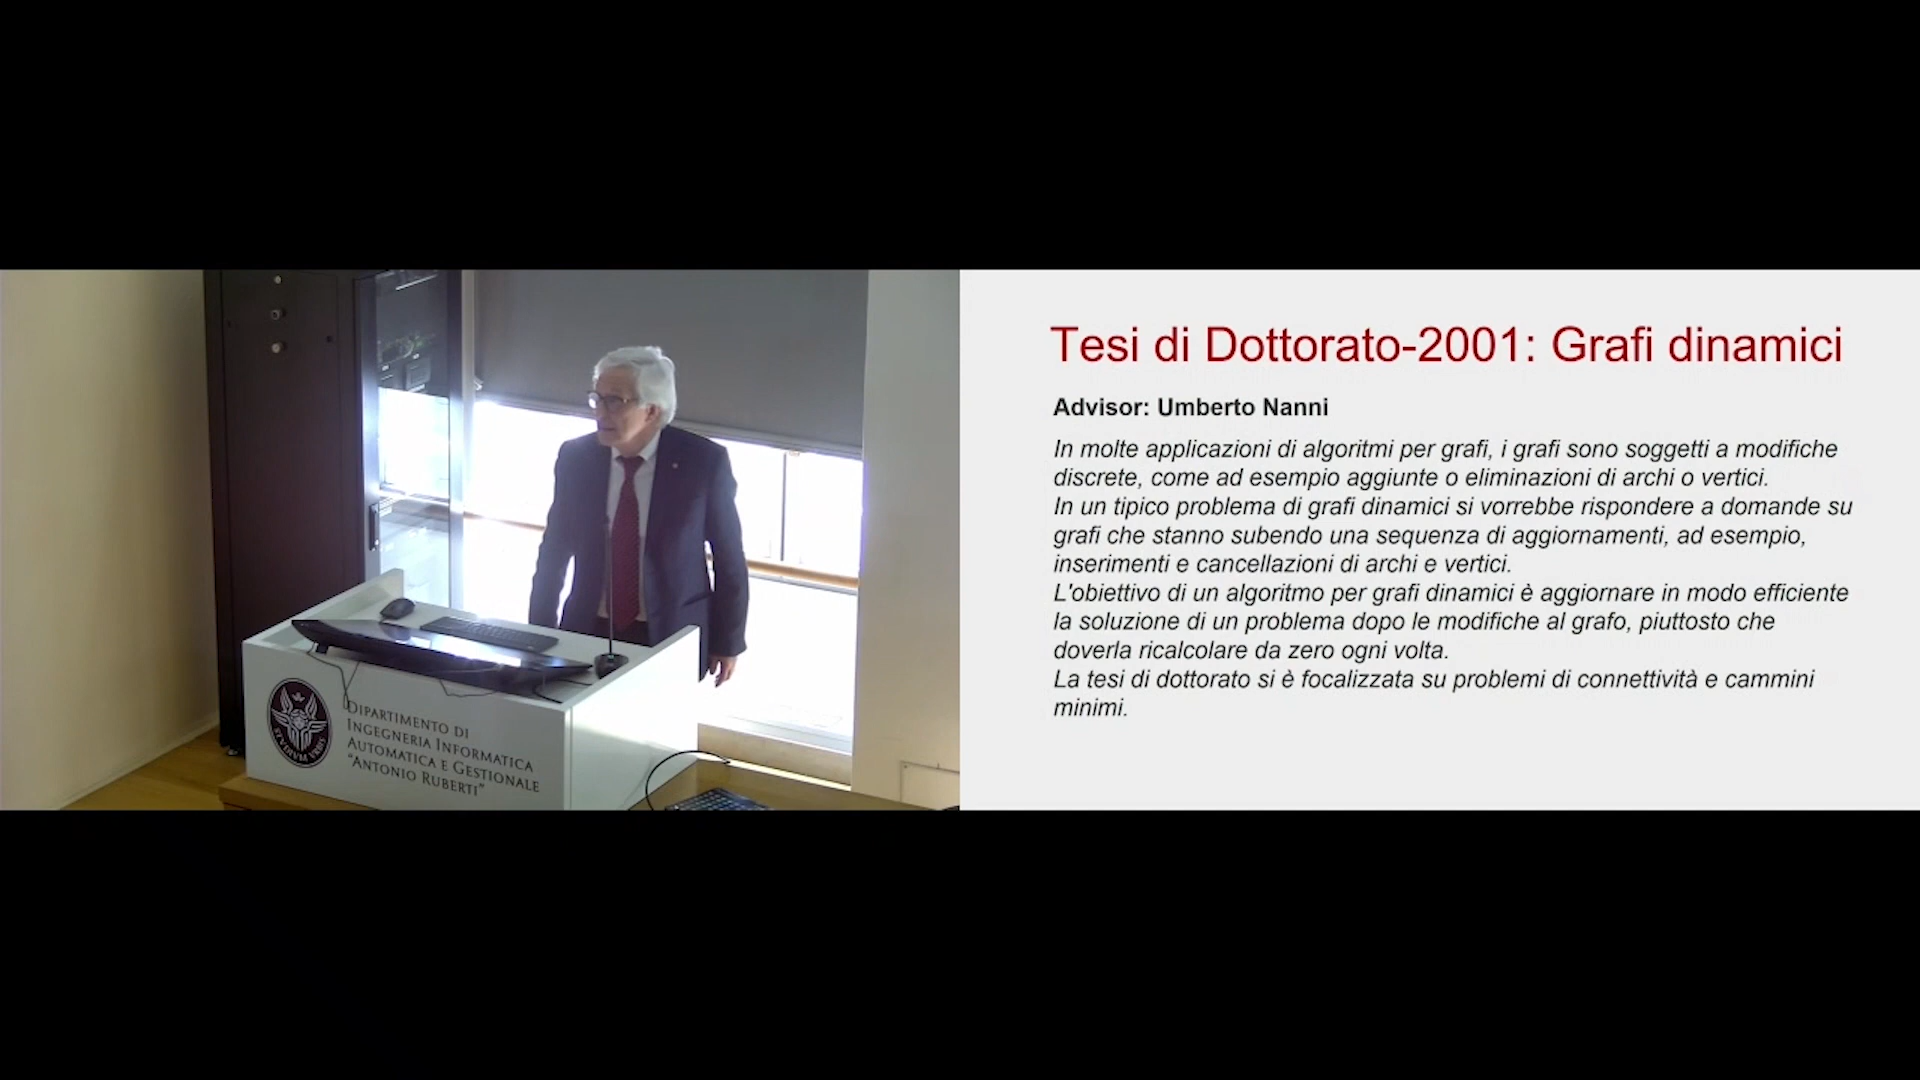 Tesi di Dottorato-2001: Grafi dinamici
Advisor: Umberto Nanni
In molte applicazioni di algoritmi per grafi, i grafi sono soggetti a modifiche
discrete, come ad esempio aggiunte o eliminazioni di archi o vertici.
In un tipico problema di grafi dinamici si vorrebbe rispondere a domande su
grafi che stanno subendo una sequenza di aggiornamenti, ad esempio,
inserimenti e cancellazioni di archi e vertici.
L'obiettivo di un algoritmo per grafi dinamici è aggiornare in modo efficiente
la soluzione di un problema dopo le modifiche al grafo, piuttosto che
doverla ricalcolare da zero ogni volta.
La tesi di dottorato si è focalizzata su problemi di connettività e cammini
minimi.
DIPARTIMENTO DI
INGEGNERIA INFORMATICA
AUTOMATICA E GESTIONALE
"ANTONIO RUBERTI"
STVDIVM VRBIS